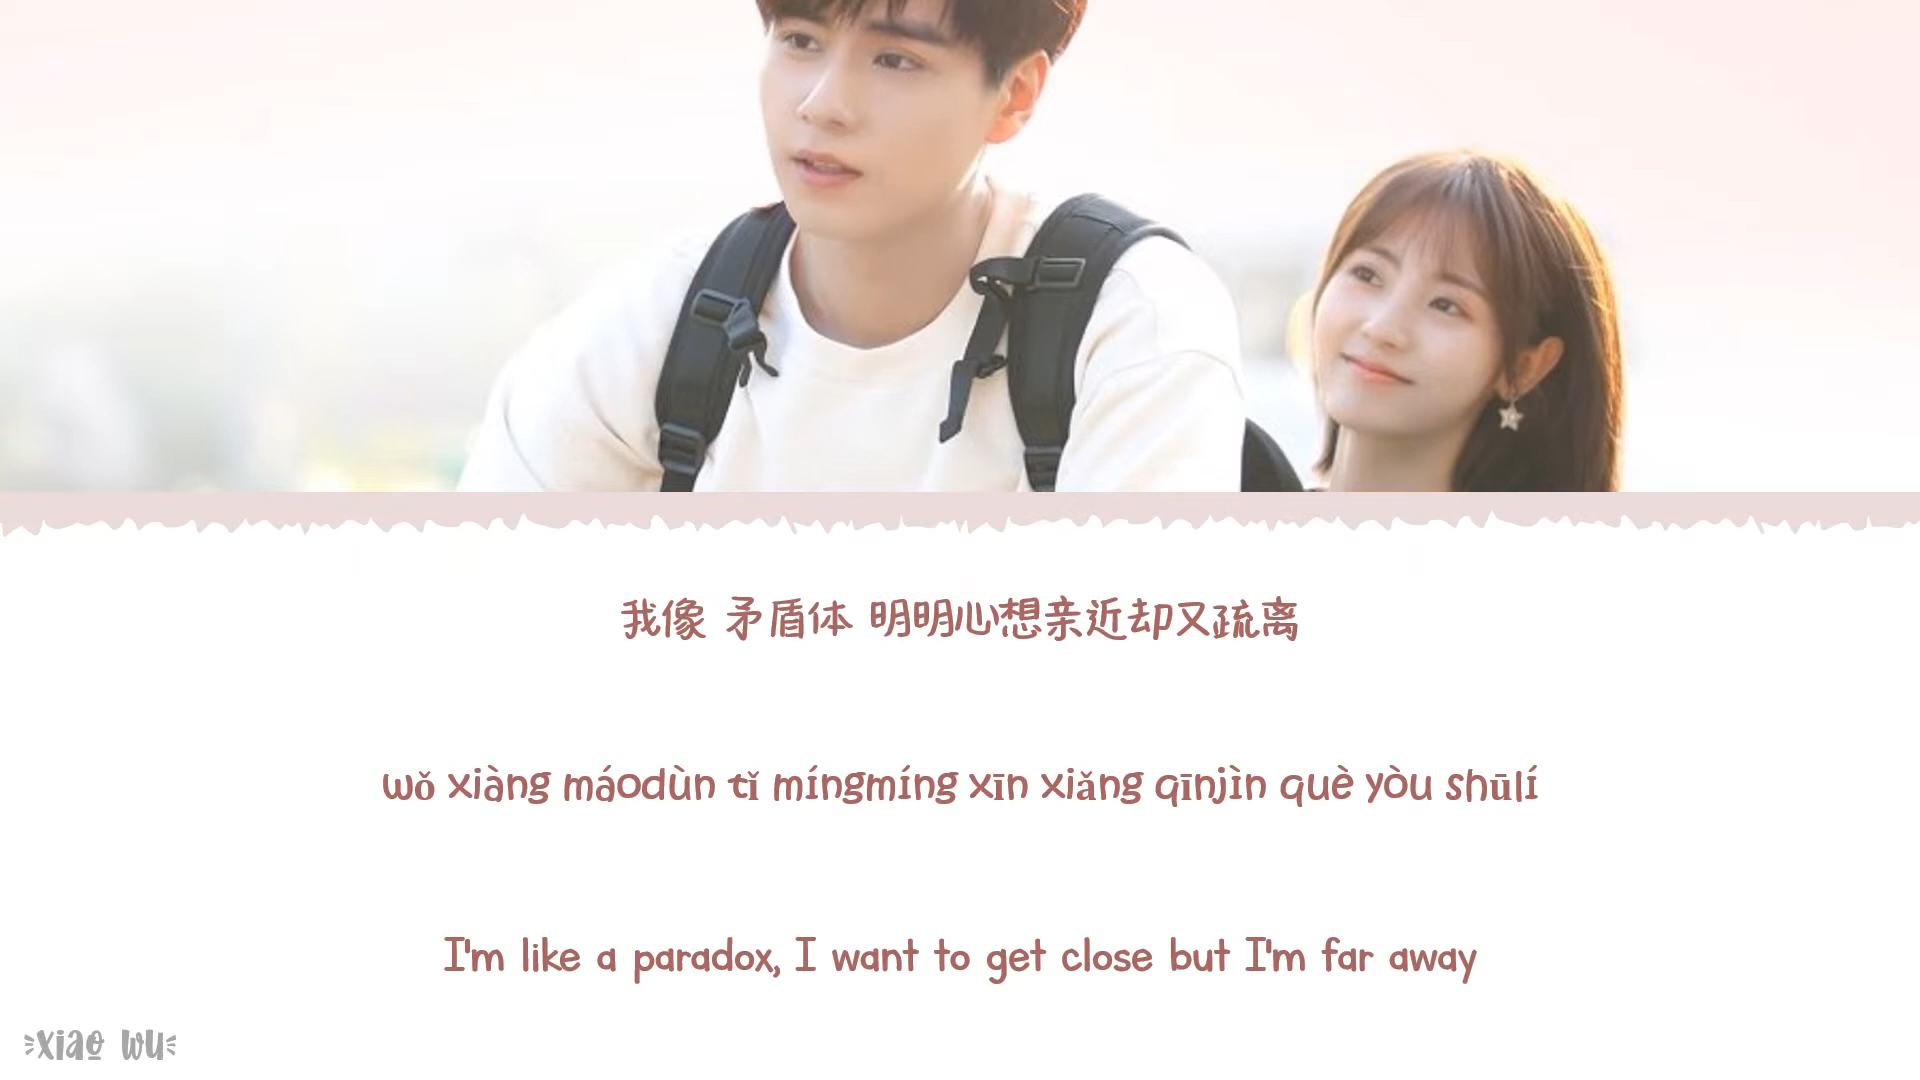 我像 矛盾体 明明心想亲近却又疏离
wǒ xiàng máodùn tǐ míngmíng xīn xiǎng qīnjìn què yòu shūlí
I'm like a paradox, I want to get close but I'm far away
xiao wu